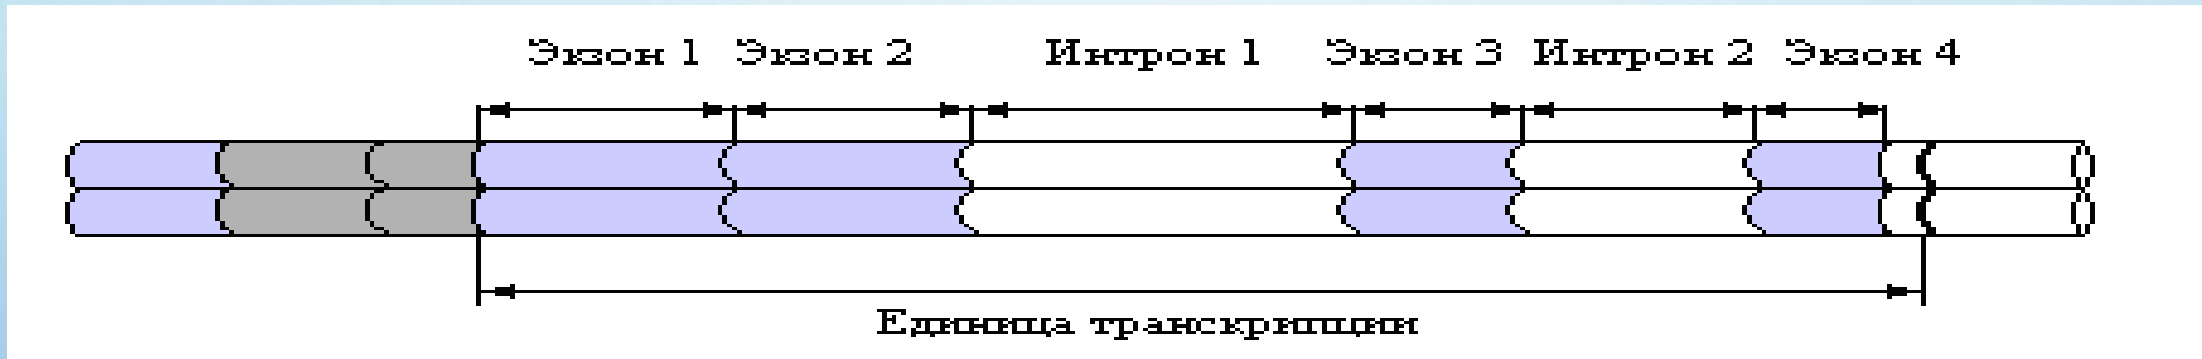 Экзон 1 Экзон 2 Интрон 1 Экзон 3 Интрон 2 Экзон 4
Единица транскрипции